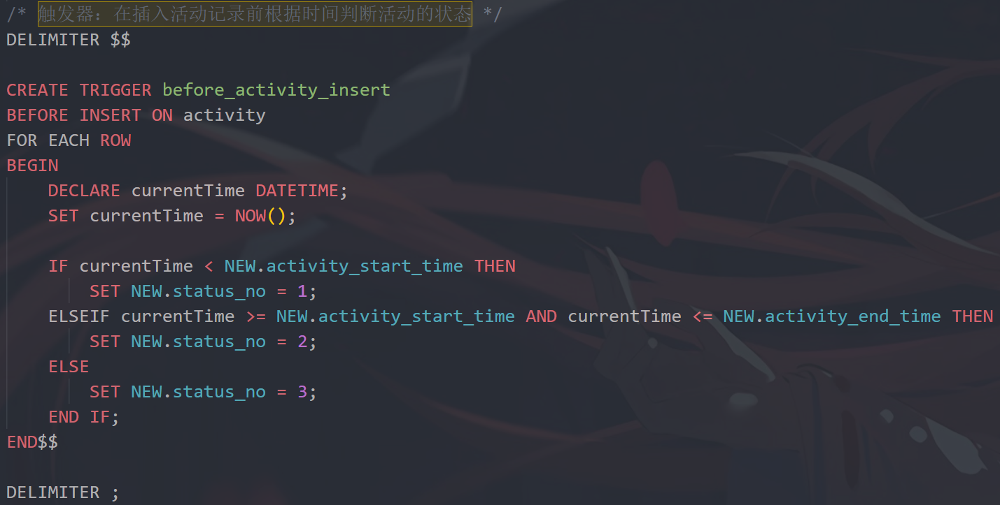 /* 触发器：在插入活动记录前根据时间判断活动的状态 */
DELIMITER $$
CREATE TRIGGER before_activity_insert
BEFORE INSERT ON activity
FOR EACH ROW
BEGIN
    DECLARE currentTime DATETIME;
    SET currentTime = NOW();
    IF currentTime < NEW.activity_start_time THEN
        SET NEW.status_no = 1;
    ELSEIF currentTime >= NEW.activity_start_time AND currentTime <= NEW.activity_end_time THEN
        SET NEW.status_no = 2;
    ELSE
        SET NEW.status_no = 3;
    END IF;
END$$
DELIMITER ;